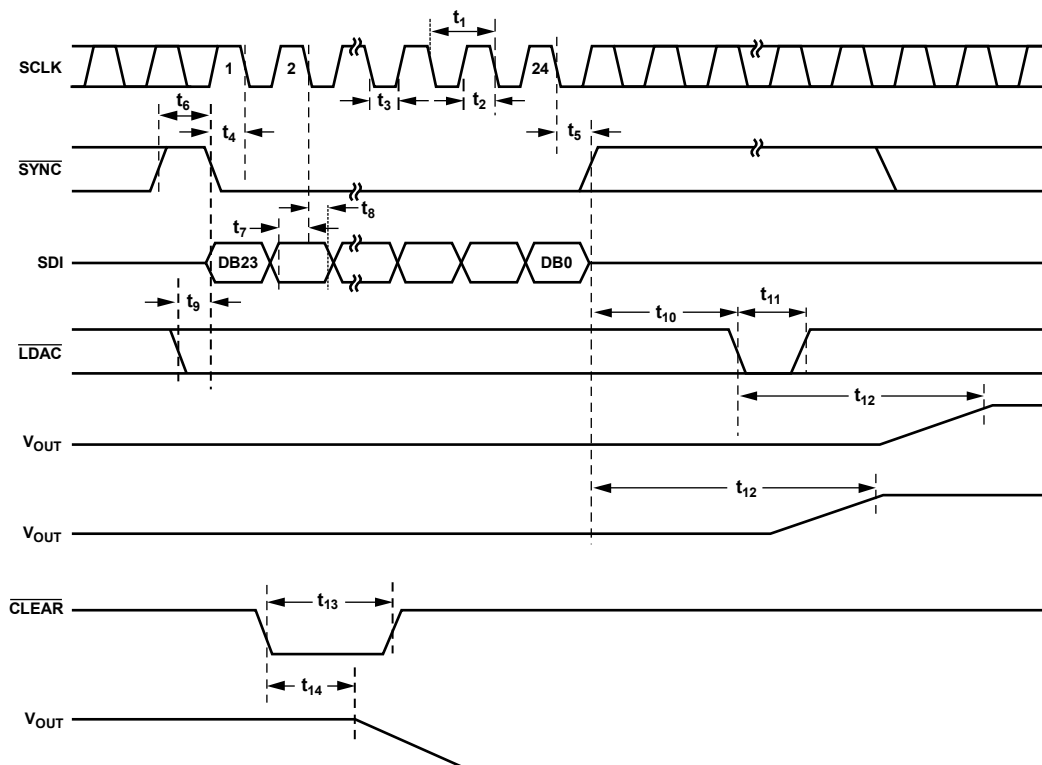 t1
SCLK
1
2
24
t6
t4
t3
t2
t5
SYNC
t7
t8
SDI
DB23
DB0
t9
t10
t11
LDAC
t12
VOUT
t12
VOUT
CLEAR
t13
t14
VOUT